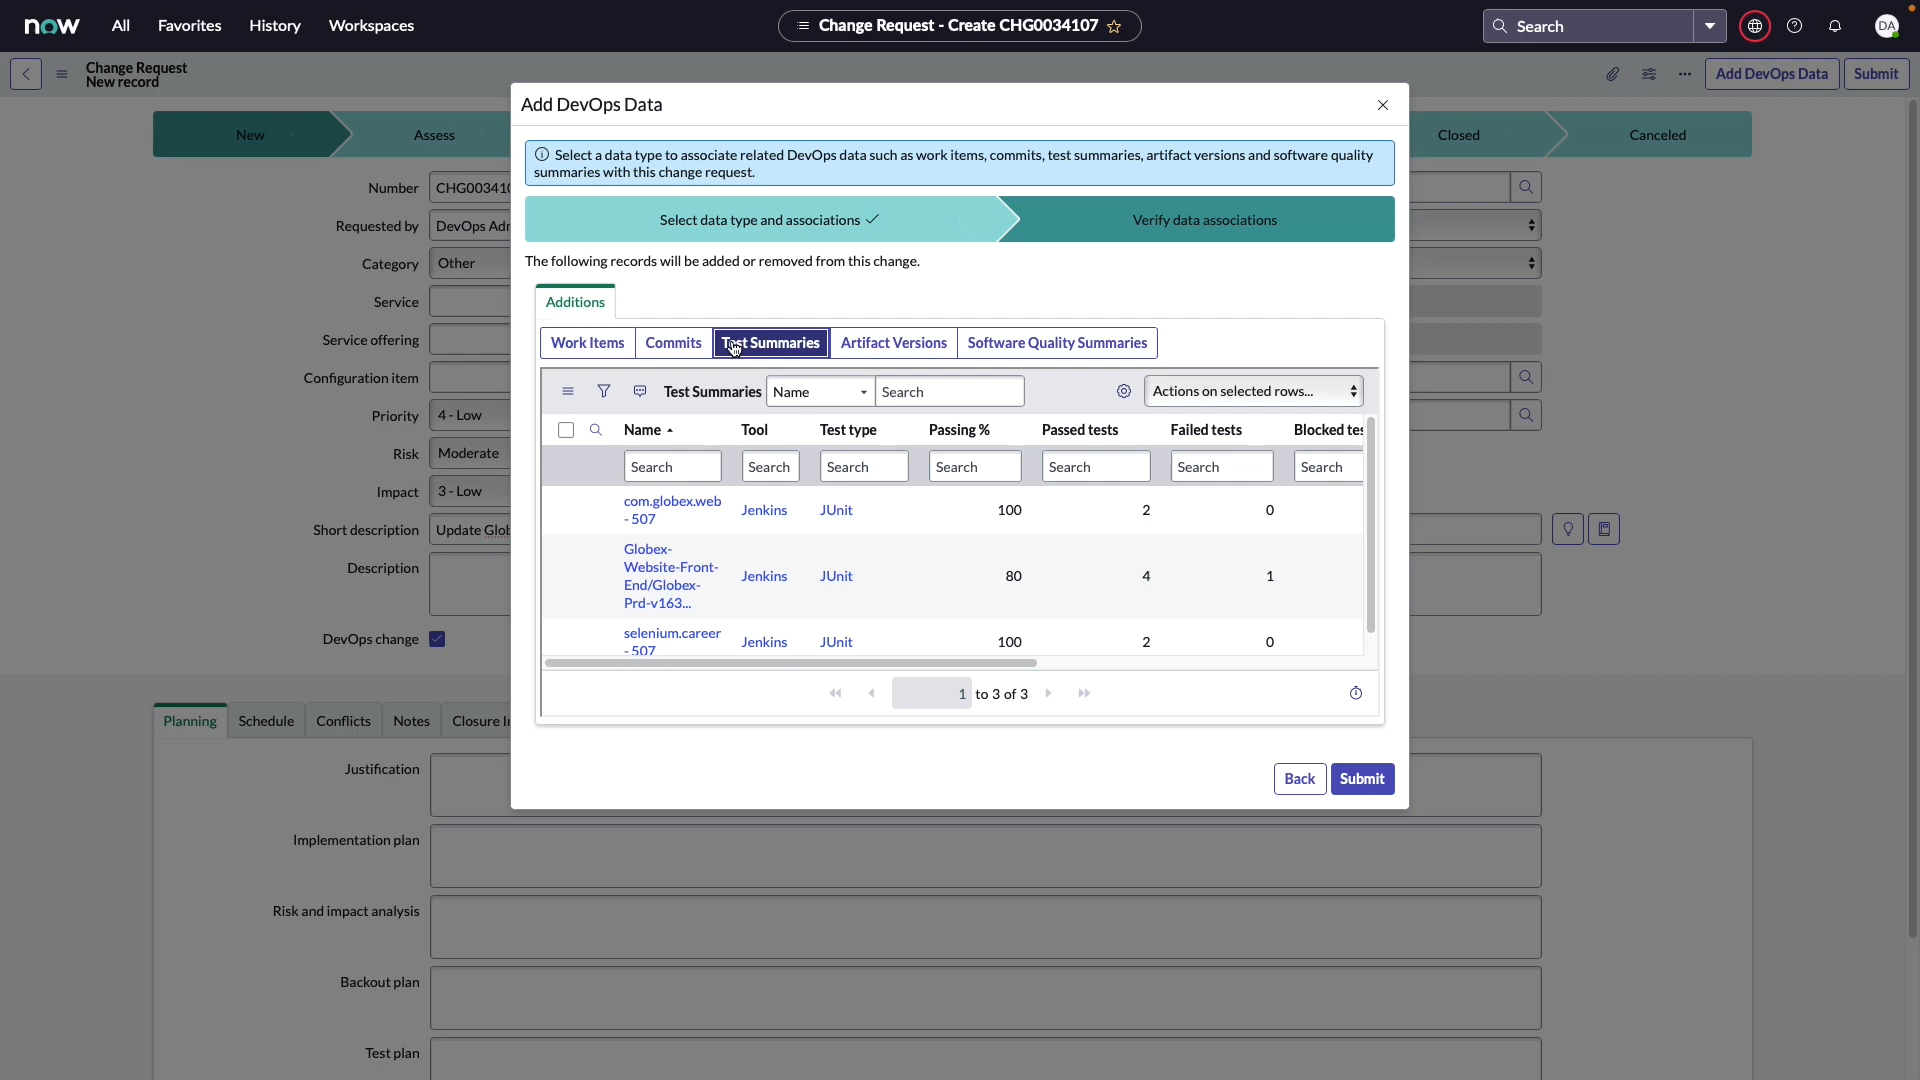 now All Favorites History Workspaces Change Request - Create CHG0034107 Search DA
Change Request
New record
Add DevOps Data Submit
Add DevOps Data
New Assess Closed Canceled
Select a data type to associate related DevOps data such as work items, commits, test summaries, artifact versions and software quality
summaries with this change request.
Number CHG003410
Select data type and associations Verify data associations
Requested by DevOps Adr
The following records will be added or removed from this change.
Category Other
Additions
Service
Service offering
Work Items Commits Test Summaries Artifact Versions Software Quality Summaries
Configuration item
Test Summaries Name Search Actions on selected rows...
Priority 4 - Low
Name Tool Test type Passing % Passed tests Failed tests Blocked tes
Risk Moderate
Search Search Search Search Search Search Search
Impact 3 - Low
com.globex.web
- 507 Jenkins JUnit 100 2 0
Short description Update Glob
Globex-
Website-Front-
End/Globex-
Prd-v163... Jenkins JUnit 80 4 1
Description
selenium.career
- 507 Jenkins JUnit 100 2 0
DevOps change
1 to 3 of 3
Planning Schedule Conflicts Notes Closure In
Back Submit
Justification
Implementation plan
Risk and impact analysis
Backout plan
Test plan